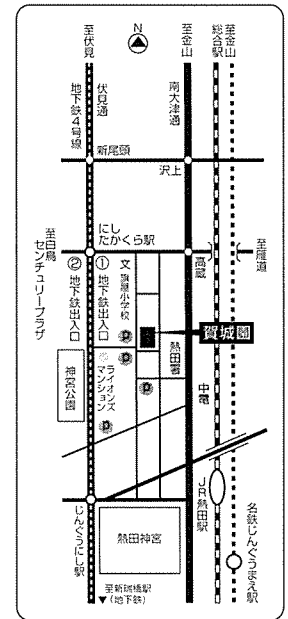 至伏見
N
至金山
総合駅
至金山
地下鉄4号線
伏見通
南大津通
新尾頭
沢上
にし
たかくら駅
高蔵
至雁道
至白鳥
センチュリープラザ
②地下鉄出入口
①地下鉄出入口
文
旗屋小学校
賀城園
熱田署
神宮公園
ライオンズ
マンション
中電
JR熱田駅
じんぐうにし駅
熱田神宮
名鉄じんぐうまえ駅
至新瑞橋駅
▼(地下鉄)